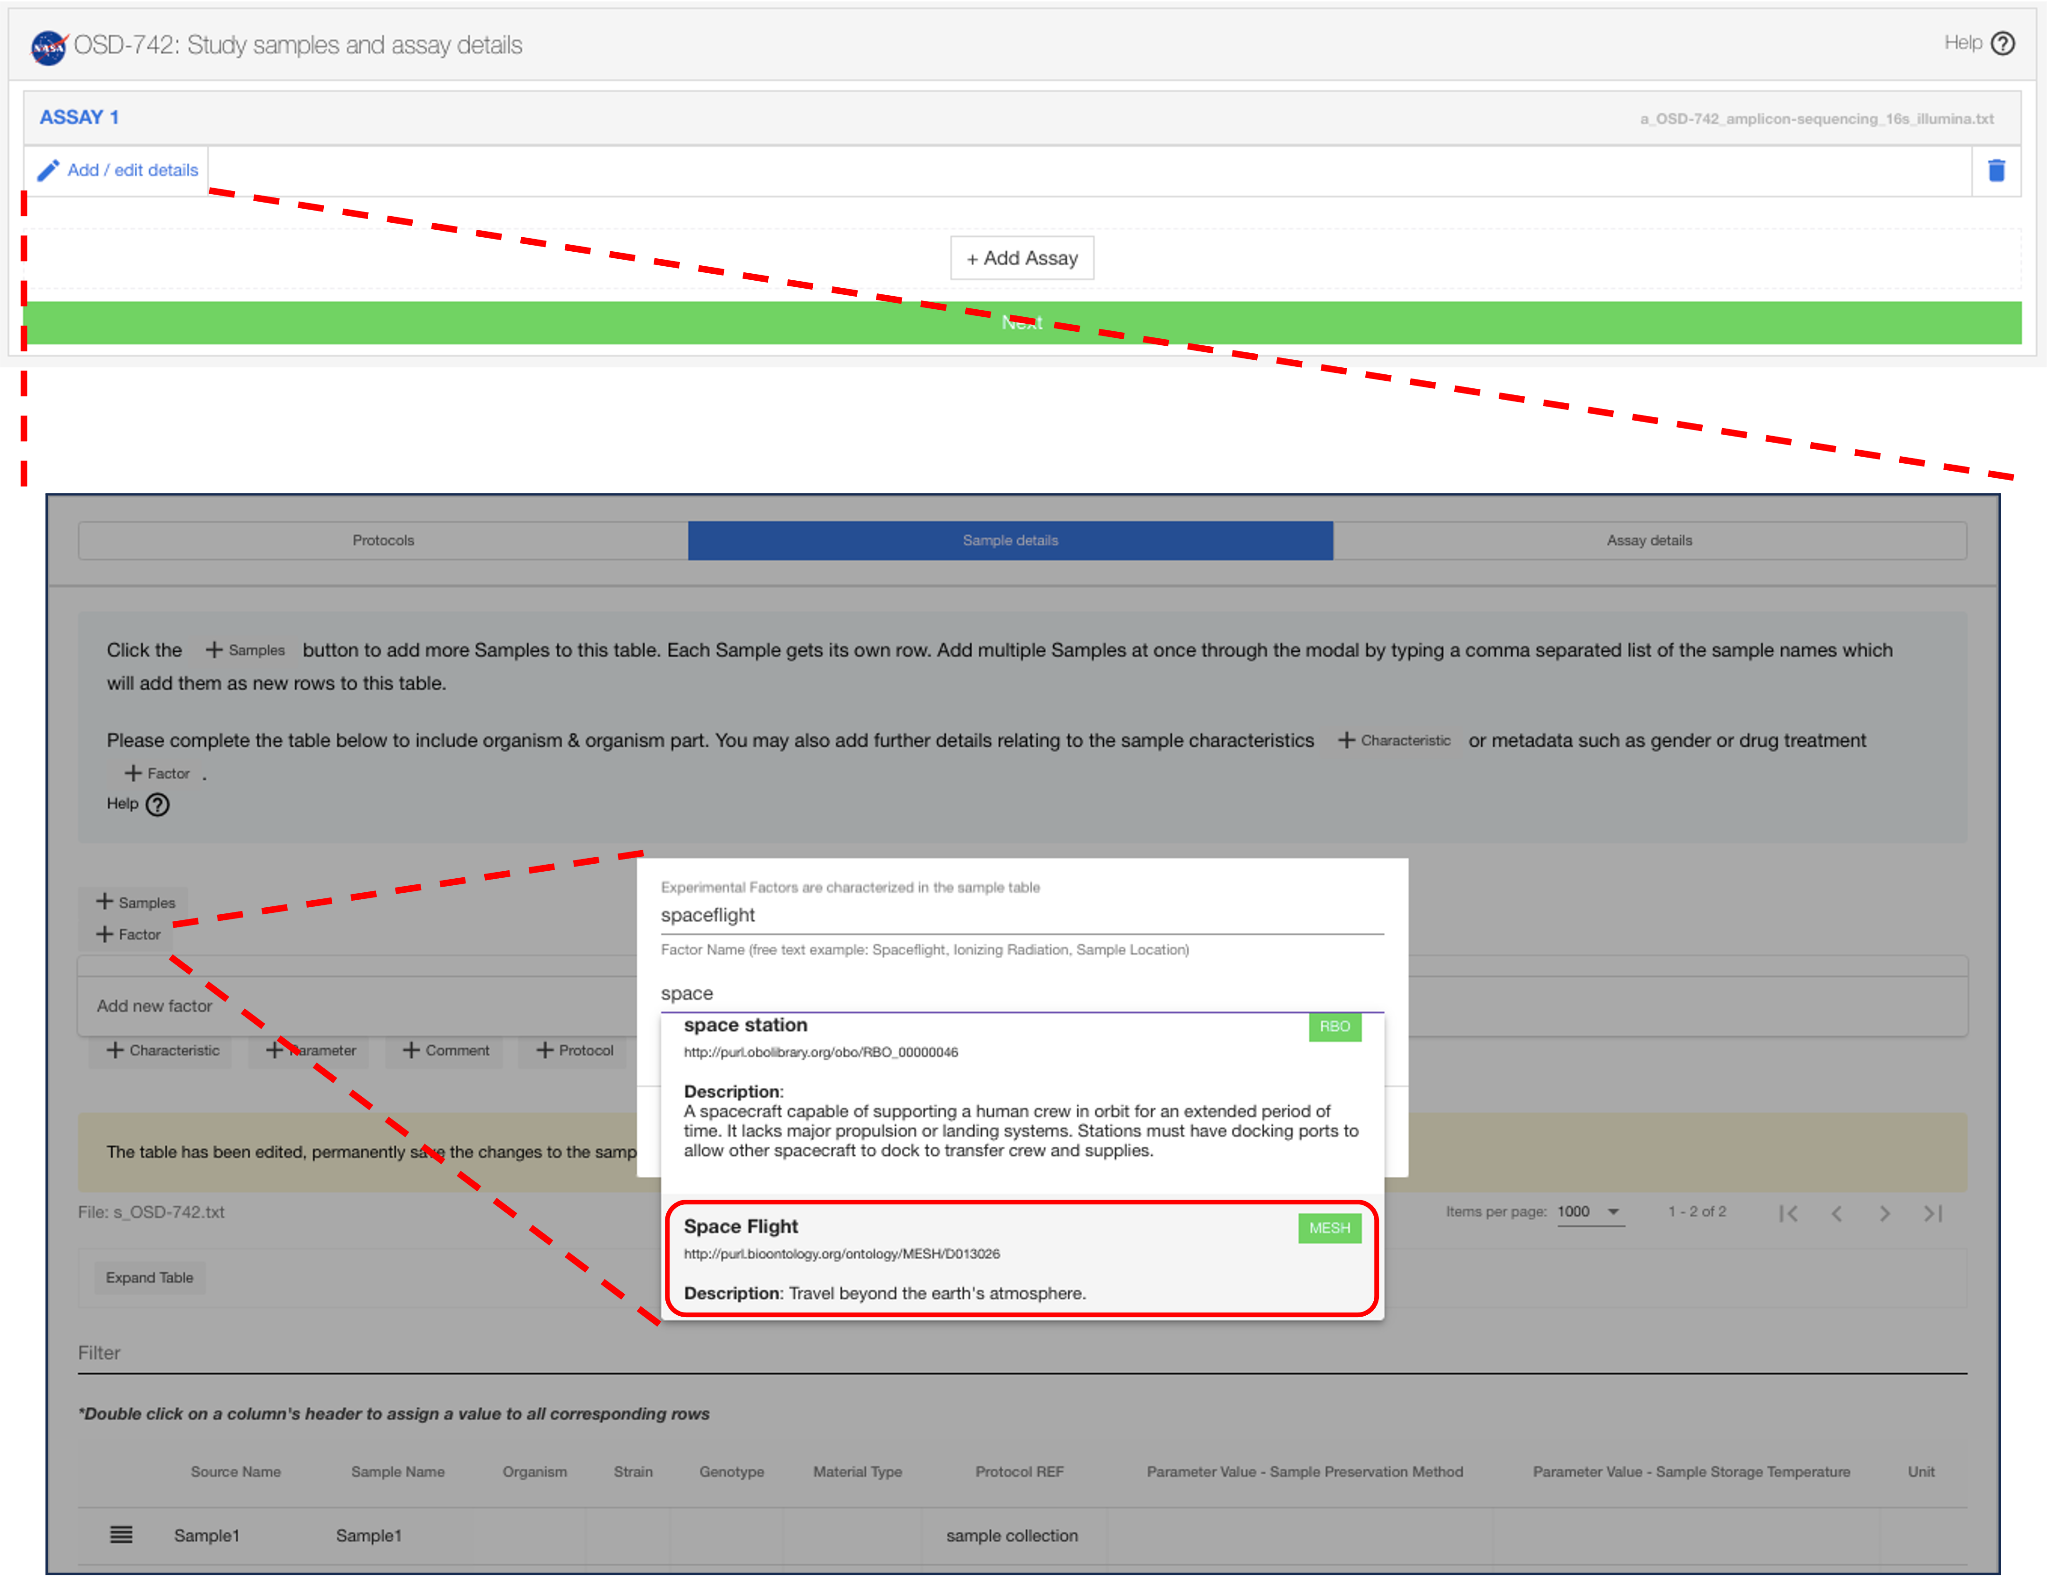 NASA
OSD-742: Study samples and assay details
Help ?
ASSAY 1
a_OSD-742_amplicon-sequencing_16s_illumina.txt
Add / edit details
+ Add Assay
Next
Protocols
Sample details
Assay details
Click the + Samples button to add more Samples to this table. Each Sample gets its own row. Add multiple Samples at once through the modal by typing a comma separated list of the sample names which
will add them as new rows to this table.
Please complete the table below to include organism & organism part. You may also add further details relating to the sample characteristics + Characteristic or metadata such as gender or drug treatment
+ Factor .
Help ?
+ Samples
+ Factor
Add new factor
+ Characteristic + Parameter + Comment + Protocol
Experimental Factors are characterized in the sample table
spaceflight
Factor Name (free text example: Spaceflight, Ionizing Radiation, Sample Location)
space
space station RBO
http://purl.obolibrary.org/obo/RBO_00000046
Description:
A spacecraft capable of supporting a human crew in orbit for an extended period of
time. It lacks major propulsion or landing systems. Stations must have docking ports to
allow other spacecraft to dock to transfer crew and supplies.
Space Flight MESH
http://purl.bioontology.org/ontology/MESH/D013026
Description: Travel beyond the earth's atmosphere.
The table has been edited, permanently save the changes to the samp
File: s_OSD-742.txt
Items per page: 1000 1 - 2 of 2
Expand Table
Filter
*Double click on a column's header to assign a value to all corresponding rows
Source Name Sample Name Organism Strain Genotype Material Type Protocol REF Parameter Value - Sample Preservation Method Parameter Value - Sample Storage Temperature Unit
Sample1 Sample1 sample collection